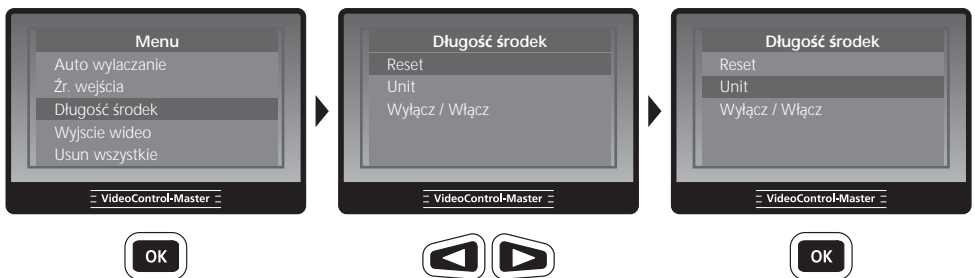 Menu
Auto wylaczanie
Źr. wejścia
Długość środek
Wyjscie wideo
Usun wszystkie
VideoControl-Master
OK
Długość środek
Reset
Unit
Wyłącz / Włącz
VideoControl-Master
Długość środek
Reset
Unit
Wyłącz / Włącz
VideoControl-Master
OK